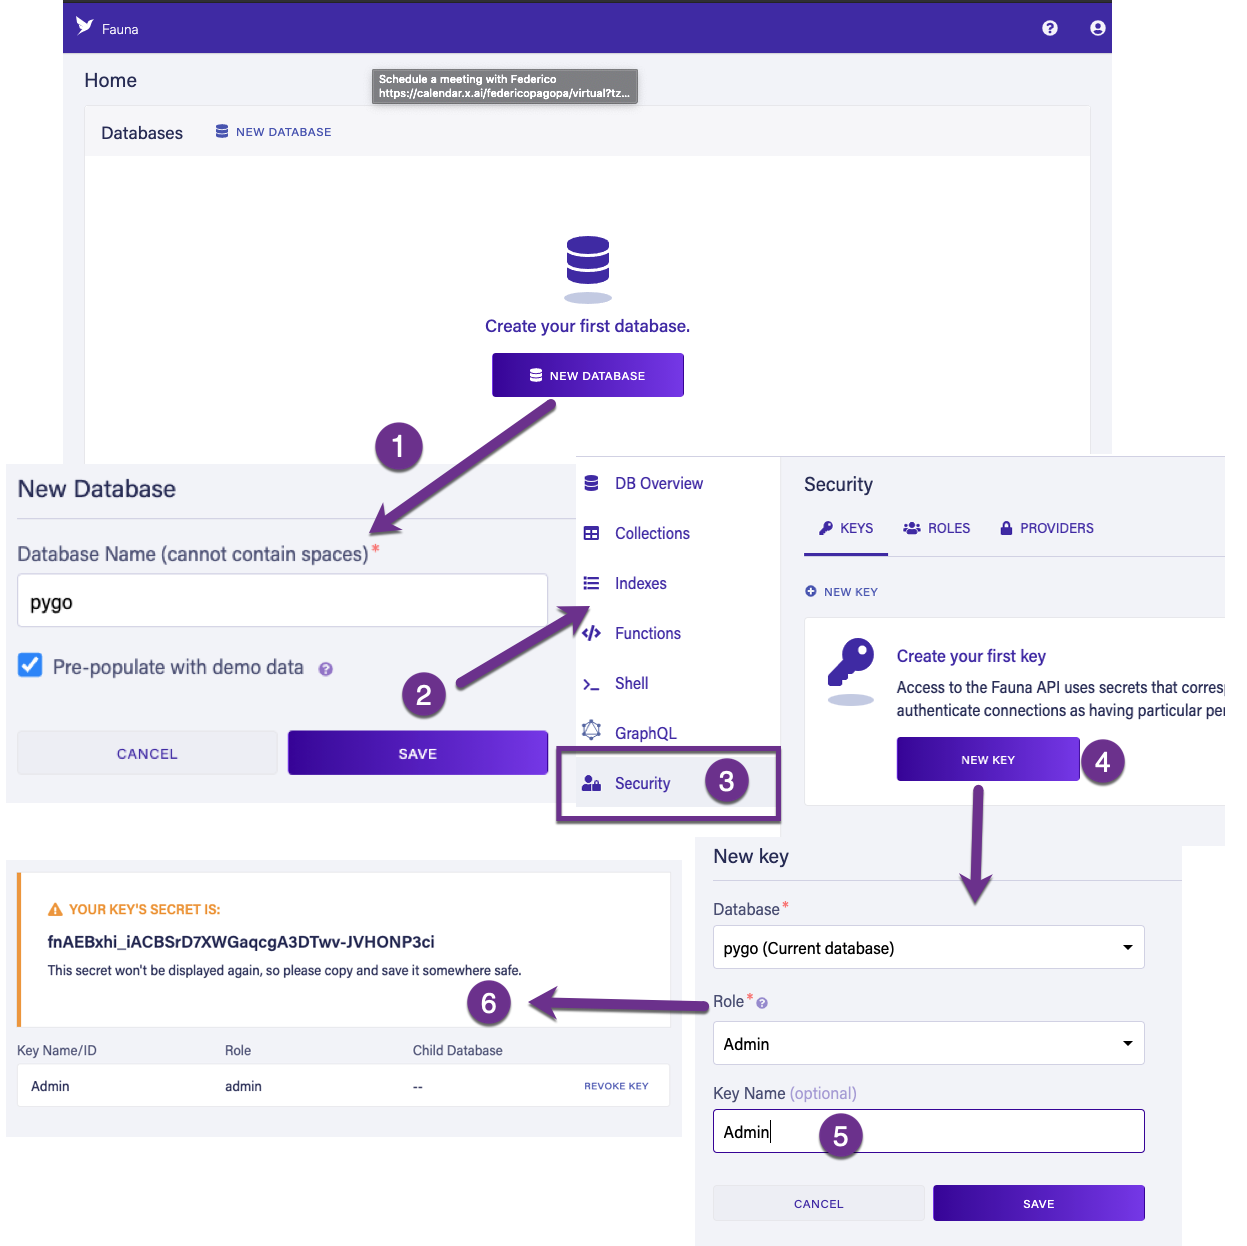 Fauna
Home
Schedule a meeting with Federico
https://calendar.x.ai/federicopagopa/virtual?tz...
Databases
NEW DATABASE
Create your first database.
NEW DATABASE
1
New Database
Database Name (cannot contain spaces)*
pygo
Pre-populate with demo data
2
CANCEL
SAVE
DB Overview
Collections
Indexes
Functions
Shell
GraphQL
Security
3
Security
KEYS
ROLES
PROVIDERS
NEW KEY
Create your first key
Access to the Fauna API uses secrets that corresp
authenticate connections as having particular per
NEW KEY
4
New key
Database*
pygo (Current database)
Role*
Admin
Key Name (optional)
Admin
5
CANCEL
SAVE
YOUR KEY'S SECRET IS:
fnAEBxhi_iACBSrD7XWGaqcgA3DTwv-JVHONP3ci
This secret won't be displayed again, so please copy and save it somewhere safe.
6
Key Name/ID Role Child Database
Admin admin -- REVOKE KEY